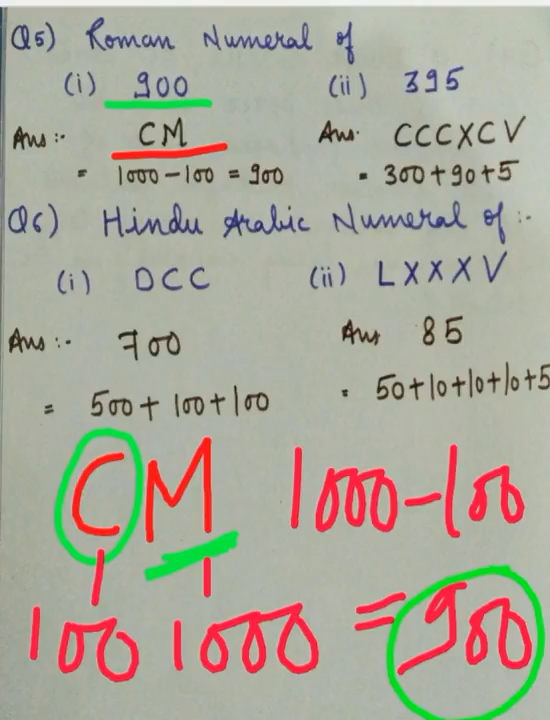 Q5) Roman Numeral of
(i) 900 (ii) 395
Ans :- CM Ans. CCCXCV
= 1000-100 = 900 = 300+90+5
Q6) Hindu Arabic Numeral of :-
(i) DCC (ii) LXXXV
Ans :- 700 Ans 85
= 500+100+100 = 50+10+10+10+5
CM 1000-100
100 1000 = 900